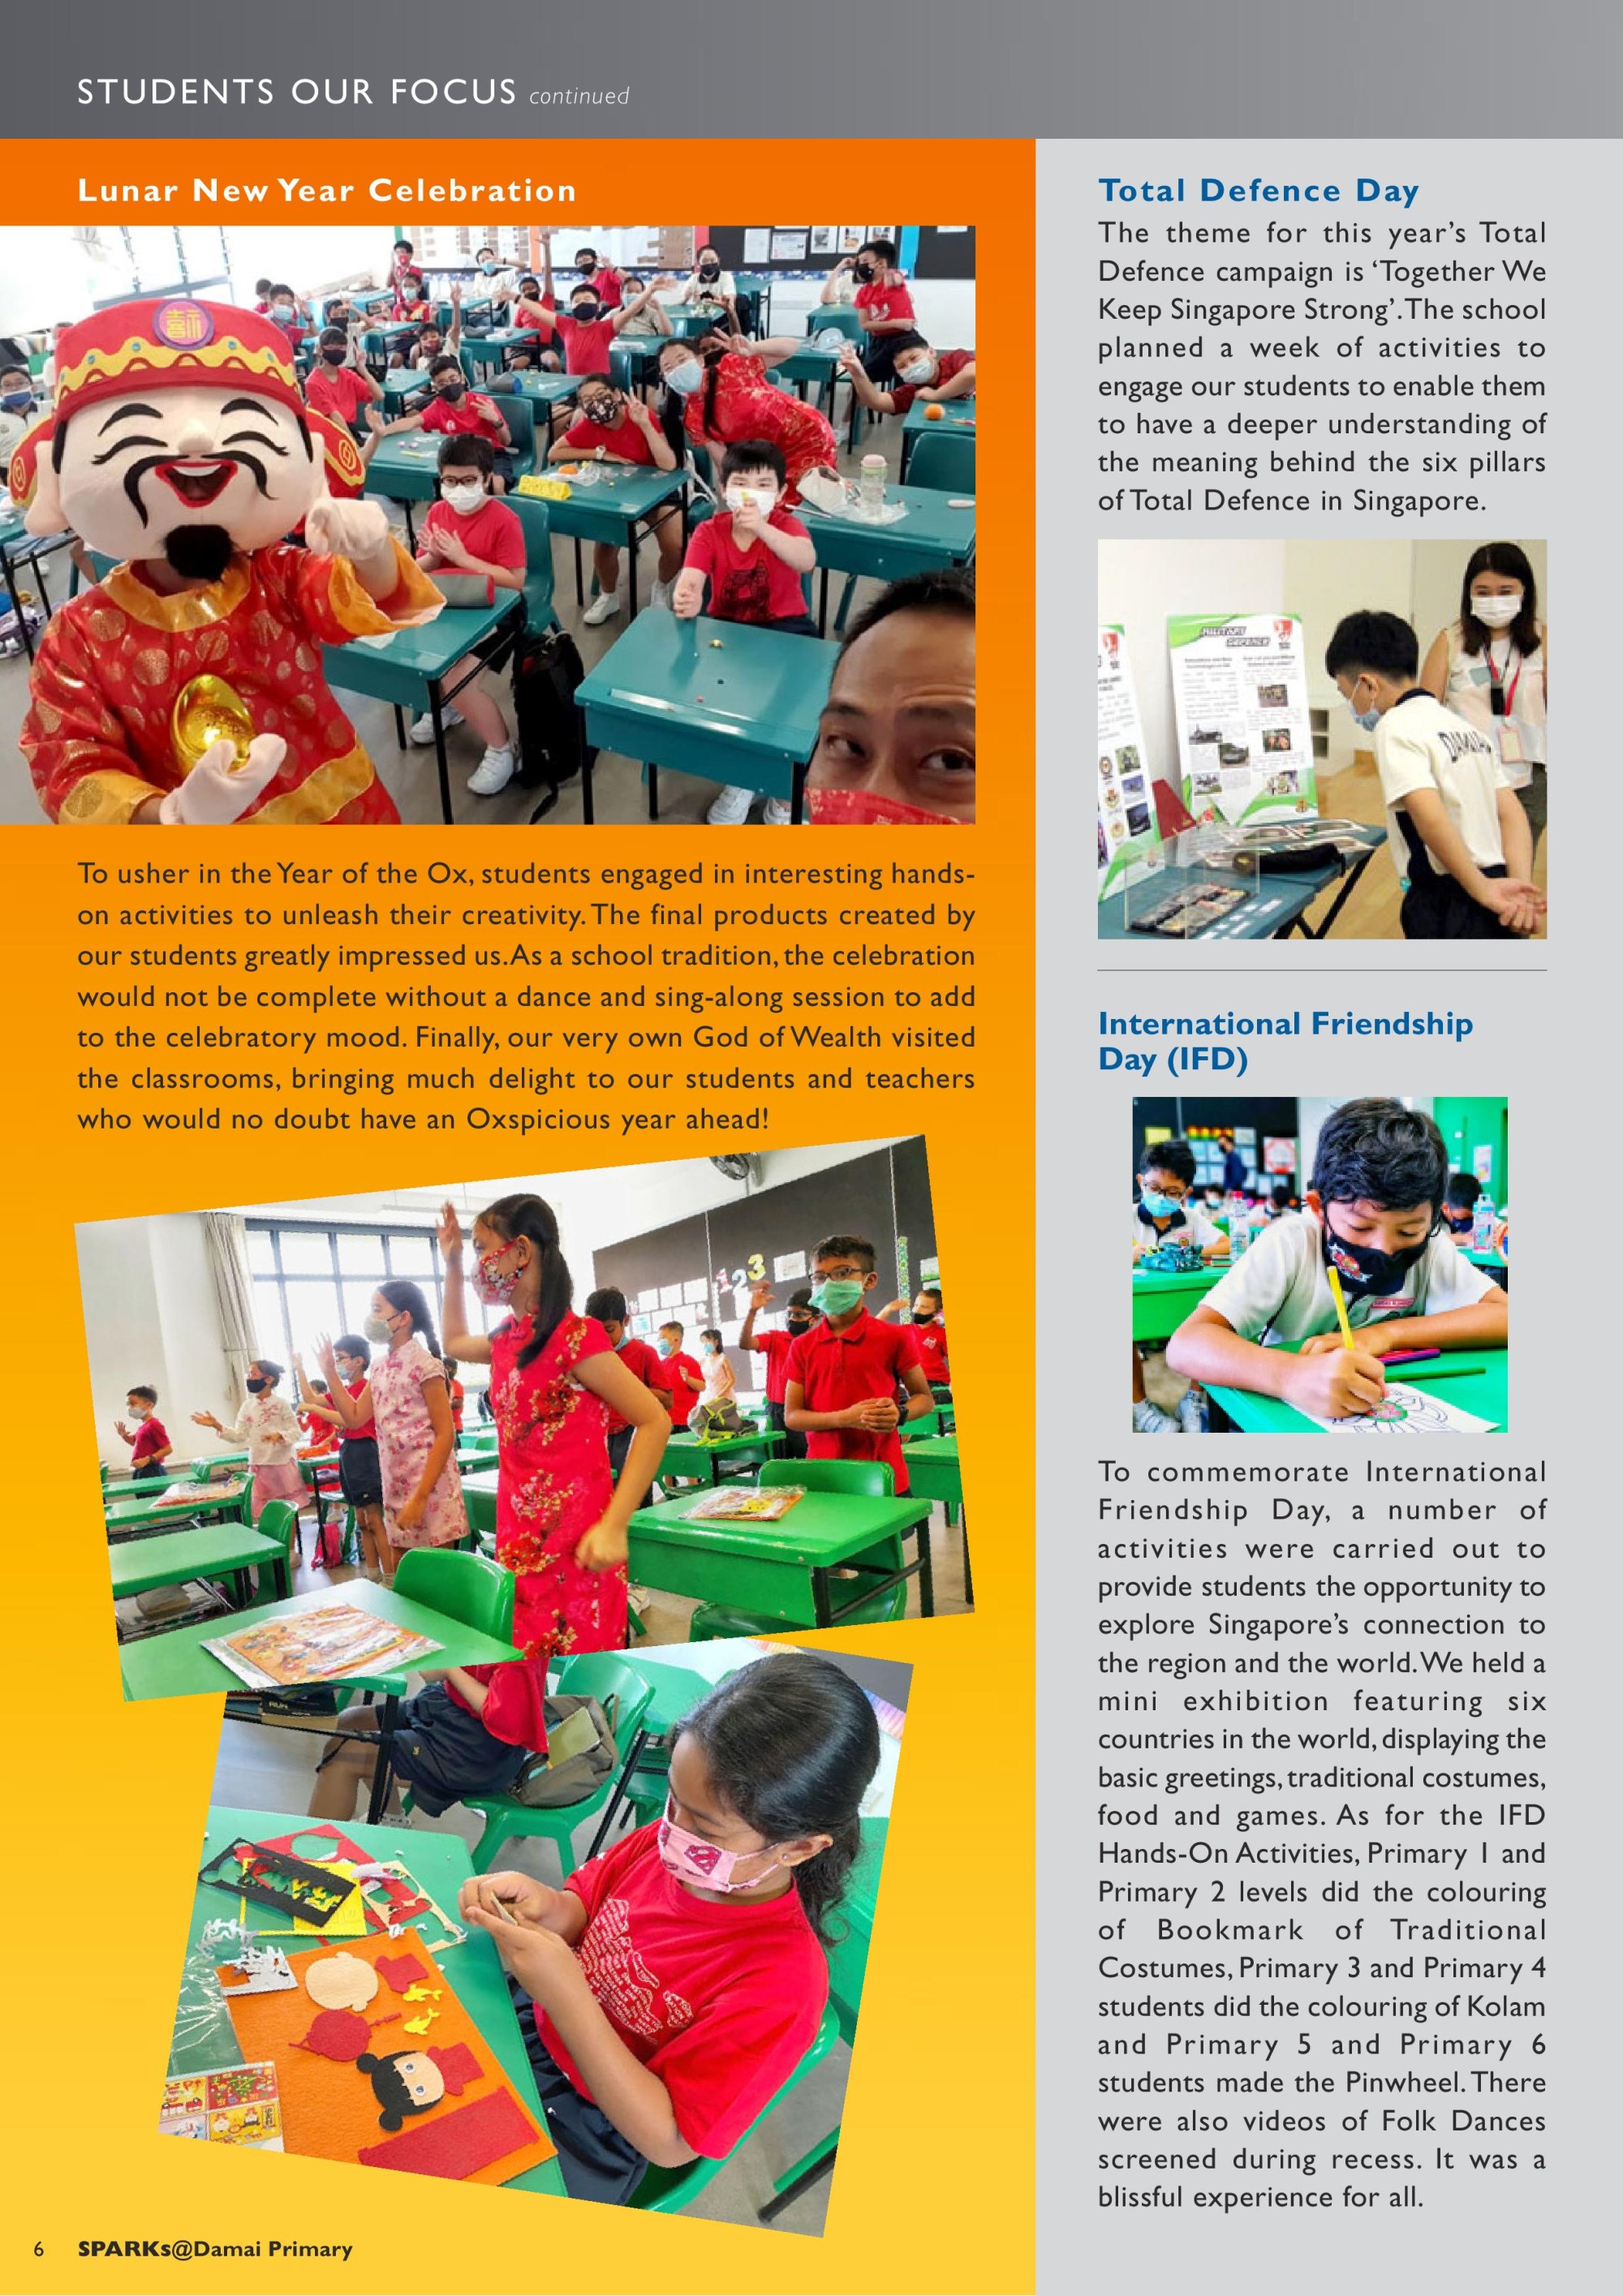 STUDENTS OUR FOCUS continued
Lunar New Year Celebration
To usher in the Year of the Ox, students engaged in interesting hands-
on activities to unleash their creativity. The final products created by
our students greatly impressed us. As a school tradition, the celebration
would not be complete without a dance and sing-along session to add
to the celebratory mood. Finally, our very own God of Wealth visited
the classrooms, bringing much delight to our students and teachers
who would no doubt have an Oxspicious year ahead!
123
6 SPARKs@Damai Primary
Total Defence Day
The theme for this year's Total
Defence campaign is ‘Together We
Keep Singapore Strong’. The school
planned a week of activities to
engage our students to enable them
to have a deeper understanding of
the meaning behind the six pillars
of Total Defence in Singapore.
MILITARY
DEFENCE
DAMAI
International Friendship
Day (IFD)
To commemorate International
Friendship Day, a number of
activities were carried out to
provide students the opportunity to
explore Singapore’s connection to
the region and the world. We held a
mini exhibition featuring six
countries in the world, displaying the
basic greetings, traditional costumes,
food and games. As for the IFD
Hands-On Activities, Primary 1 and
Primary 2 levels did the colouring
of Bookmark of Traditional
Costumes, Primary 3 and Primary 4
students did the colouring of Kolam
and Primary 5 and Primary 6
students made the Pinwheel. There
were also videos of Folk Dances
screened during recess. It was a
blissful experience for all.